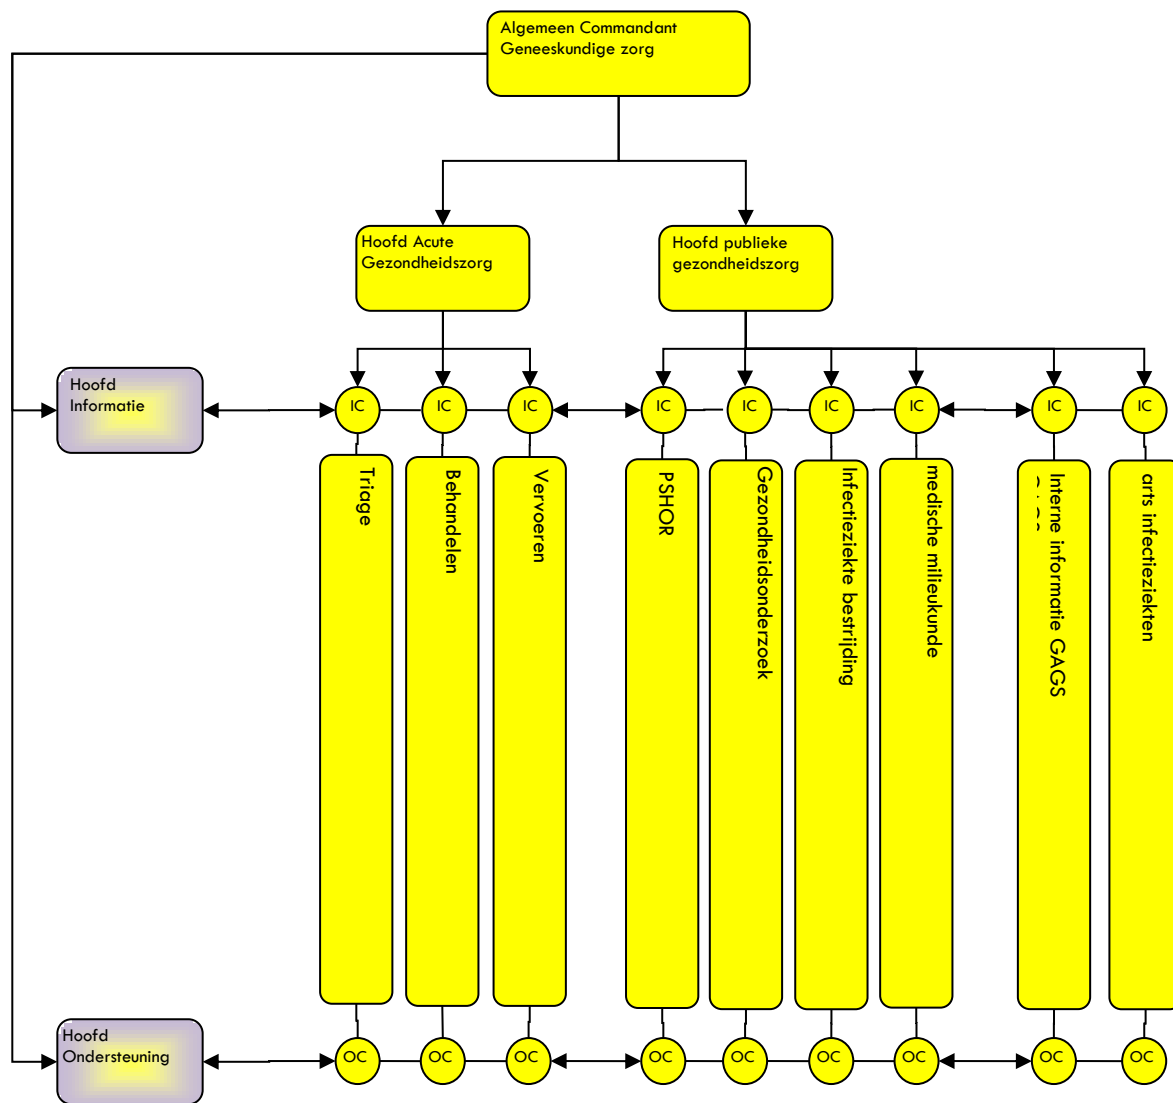 Algemeen Commandant
Geneeskundige zorg
Hoofd Acute
Gezondheidszorg
Hoofd publieke
gezondheidszorg
Hoofd
Informatie
IC
IC
IC
IC
IC
IC
IC
IC
IC
Triage
Behandelen
Vervoeren
PSHOR
Gezondheidsonderzoek
Infectieziekte bestrijding
medische milieukunde
Interne informatie GAGS
arts infectieziekten
Hoofd
Ondersteuning
OC
OC
OC
OC
OC
OC
OC
OC
OC